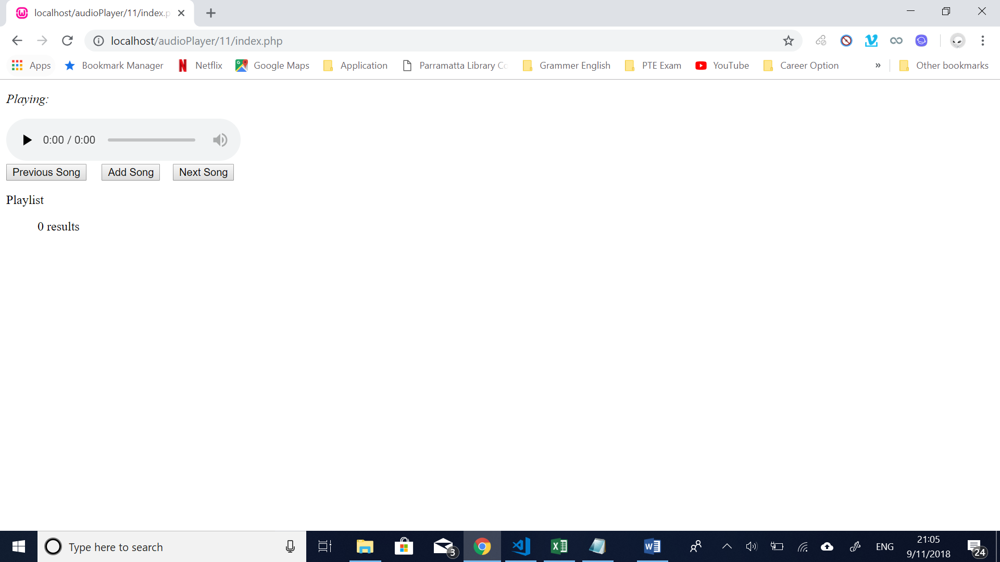 localhost/audioPlayer/11/index.p
localhost/audioPlayer/11/index.php
Apps Bookmark Manager Netflix Google Maps Application Parramatta Library Co Grammer English PTE Exam YouTube Career Option » Other bookmarks
Playing:
0:00 / 0:00
Previous Song Add Song Next Song
Playlist
0 results
Type here to search 3 ENG 21:05
9/11/2018 24